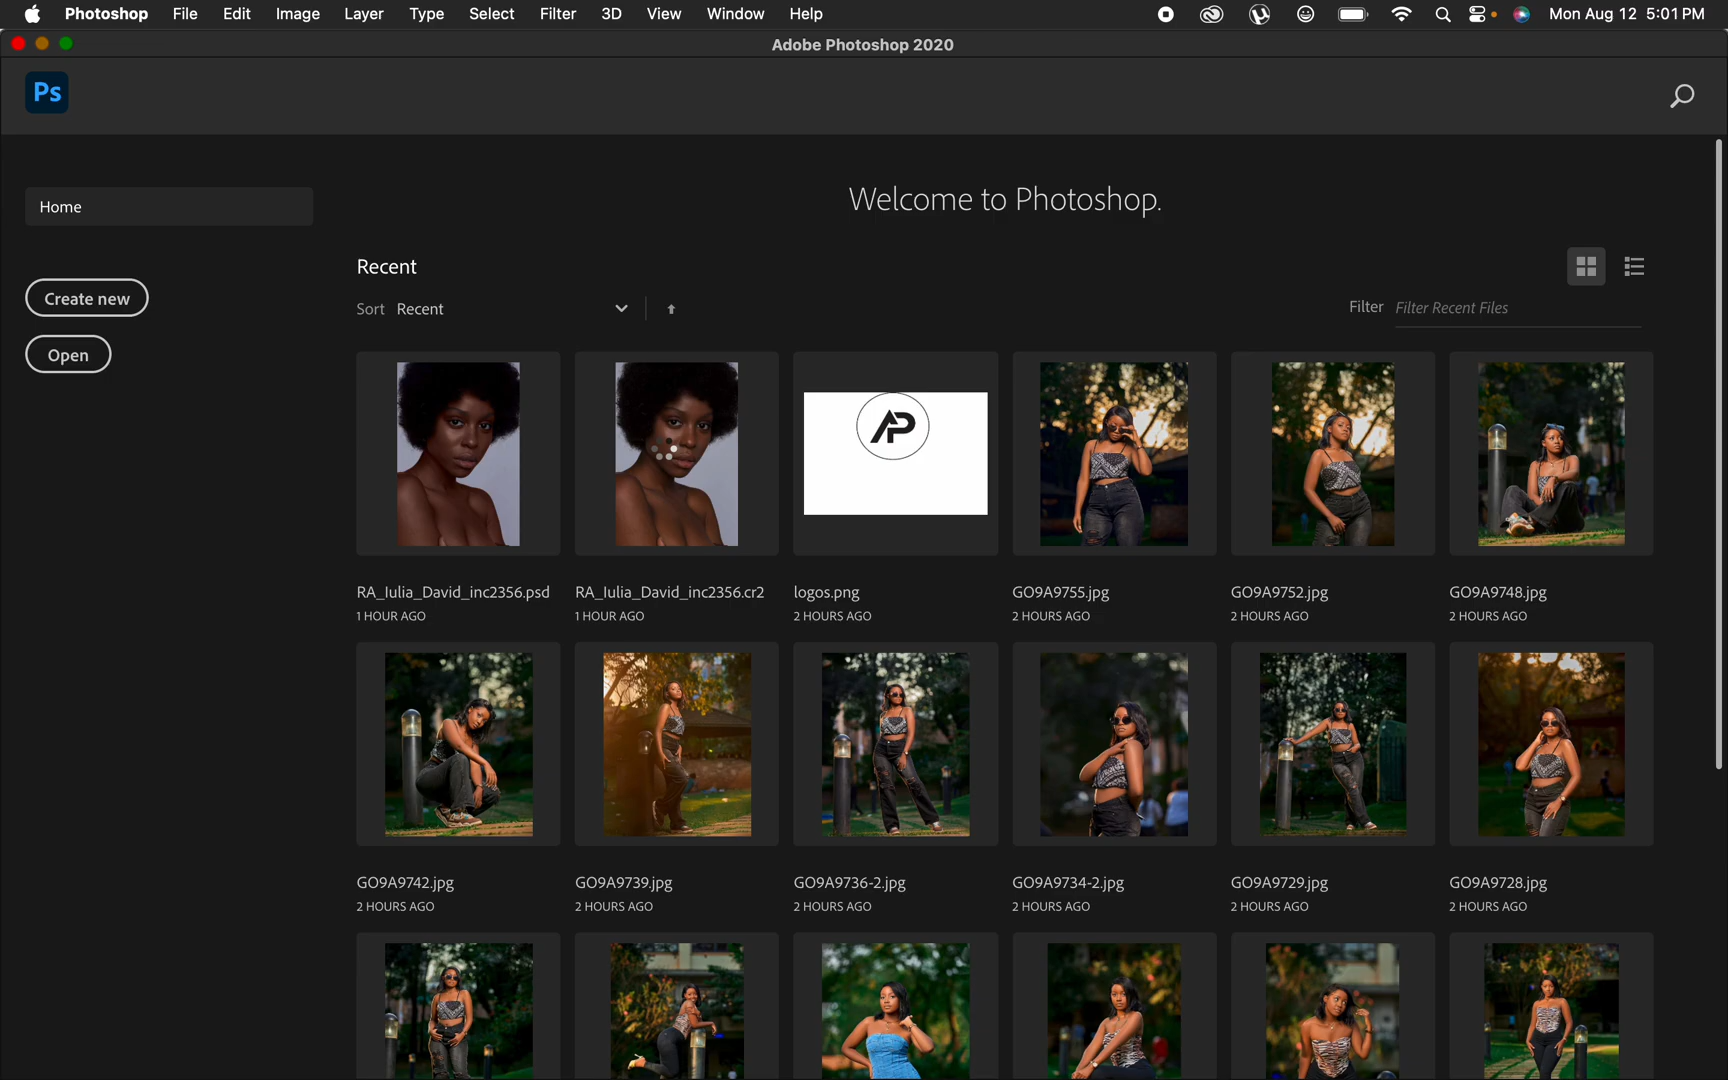 Photoshop File Edit Image Layer Type Select Filter 3D View Window Help Mon Aug 12 5:01 PM
Adobe Photoshop 2020
Ps
Home
Welcome to Photoshop.
Recent
Create new
Sort Recent
Filter Filter Recent Files
Open
AP
RA_Iulia_David_inc2356.psd RA_Iulia_David_inc2356.cr2 logos.png GO9A9755.jpg GO9A9752.jpg GO9A9748.jpg
1 HOUR AGO 1 HOUR AGO 2 HOURS AGO 2 HOURS AGO 2 HOURS AGO 2 HOURS AGO
GO9A9742.jpg GO9A9739.jpg GO9A9736-2.jpg GO9A9734-2.jpg GO9A9729.jpg GO9A9728.jpg
2 HOURS AGO 2 HOURS AGO 2 HOURS AGO 2 HOURS AGO 2 HOURS AGO 2 HOURS AGO